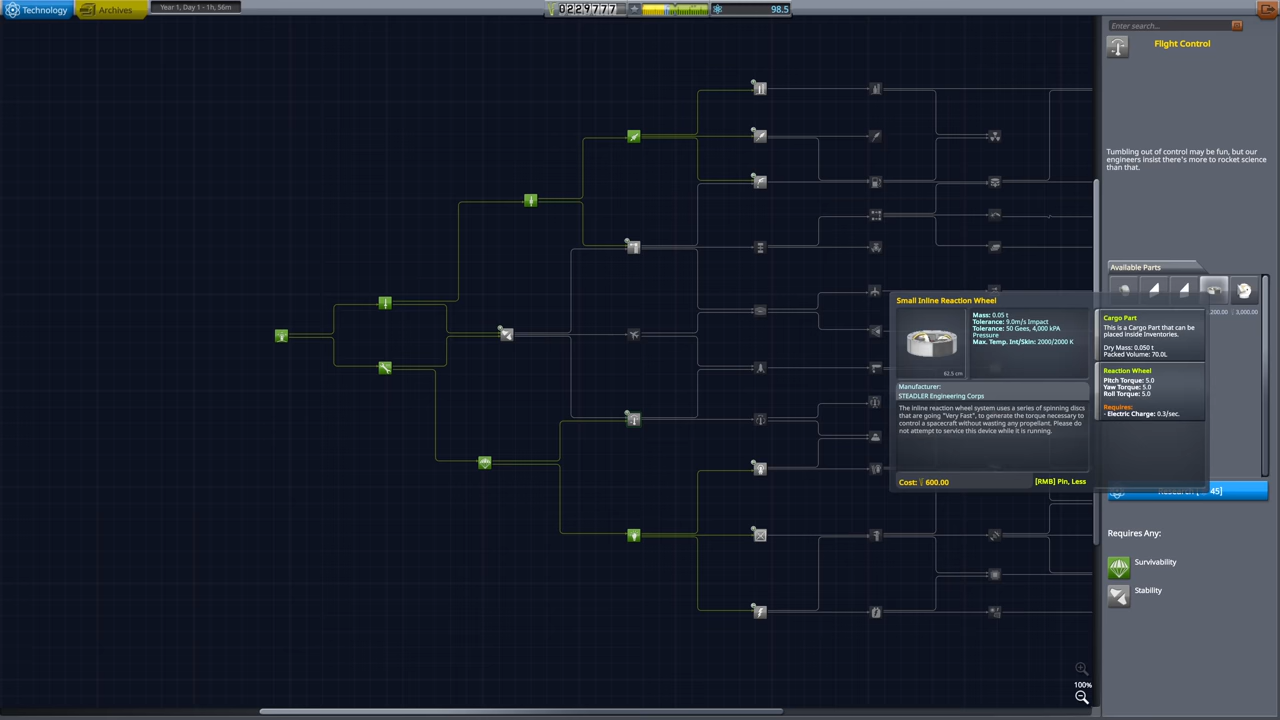 Technology
Archives
Year 1, Day 1 - 1h, 56m
0229777
98.5
Enter search...
Flight Control
Tumbling out of control may be fun, but our
engineers insist there's more to rocket science
than that.
Available Parts
,200.00
3,000.00
Small Inline Reaction Wheel
Mass: 0.05 t
Tolerance: 9.0m/s Impact
Tolerance: 50 Gees, 4,000 kPa
Pressure
Max. Temp. Int/Skin: 2000/2000 K
62.5 cm
Manufacturer:
STEADLER Engineering Corps
The inline reaction wheel system uses a series of spinning discs
that are going "Very Fast", to generate the torque necessary to
control a spacecraft without wasting any propellant. Please do
not attempt to service this device while it is running.
Cost: 600.00
[RMB] Pin, Less
Cargo Part
This is a Cargo Part that can be
placed inside Inventories.
Dry Mass: 0.050 t
Packed Volume: 70.0L
Reaction Wheel
Pitch Torque: 5.0
Yaw Torque: 5.0
Roll Torque: 5.0
Requires:
- Electric Charge: 0.3/sec.
Research [ 45]
Requires Any:
Survivability
Stability
100%